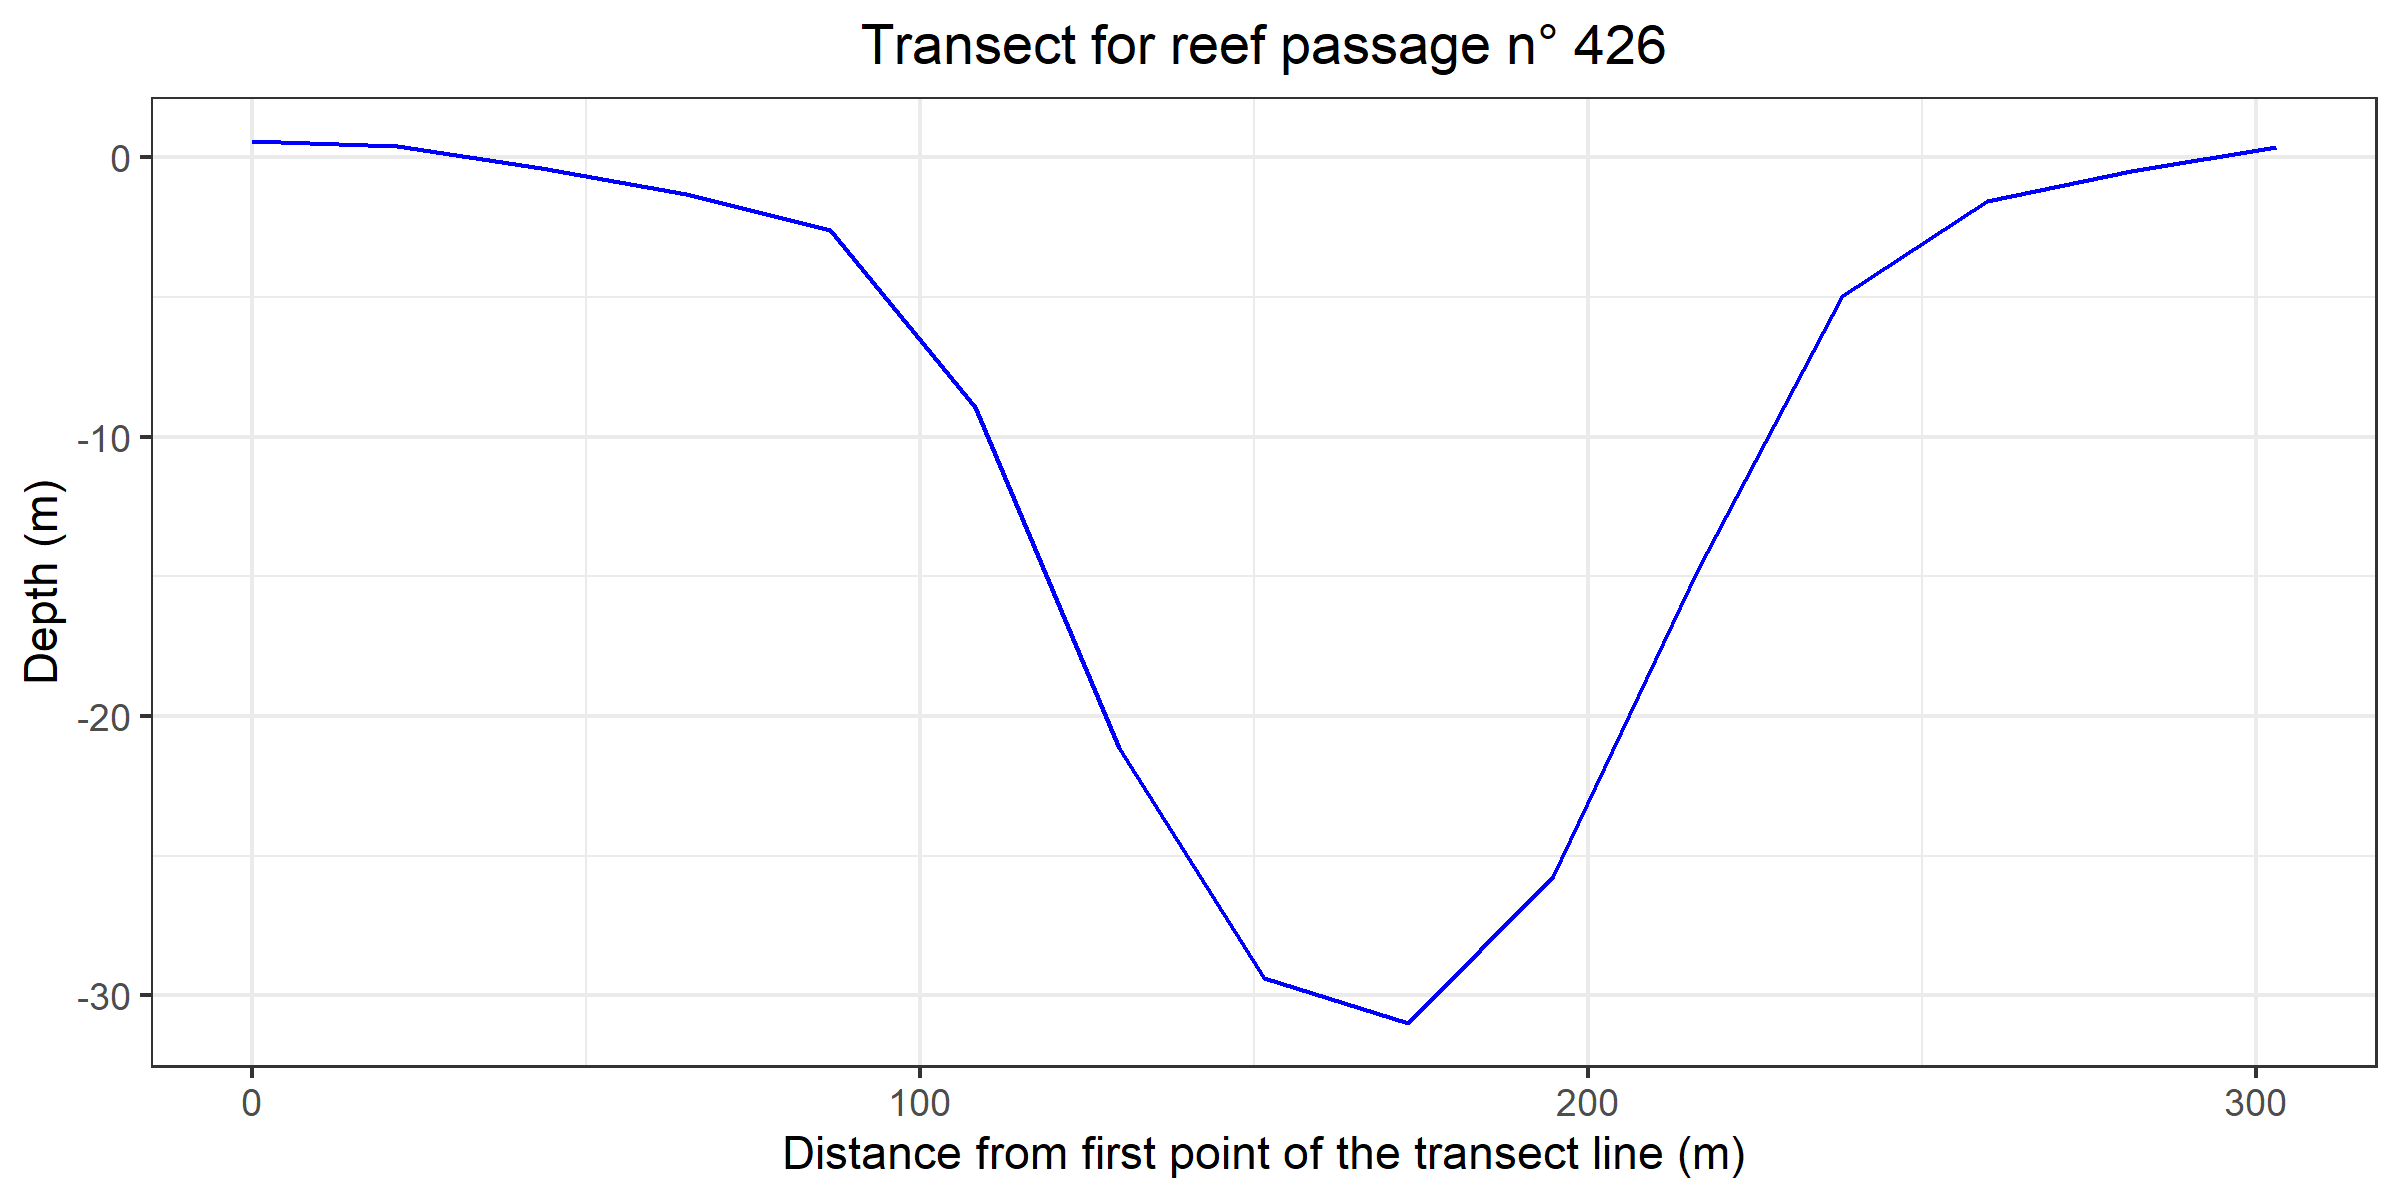 Transect for reef passage n° 426
0
-10
-20
-30
Depth (m)
0 100 200 300
Distance from first point of the transect line (m)